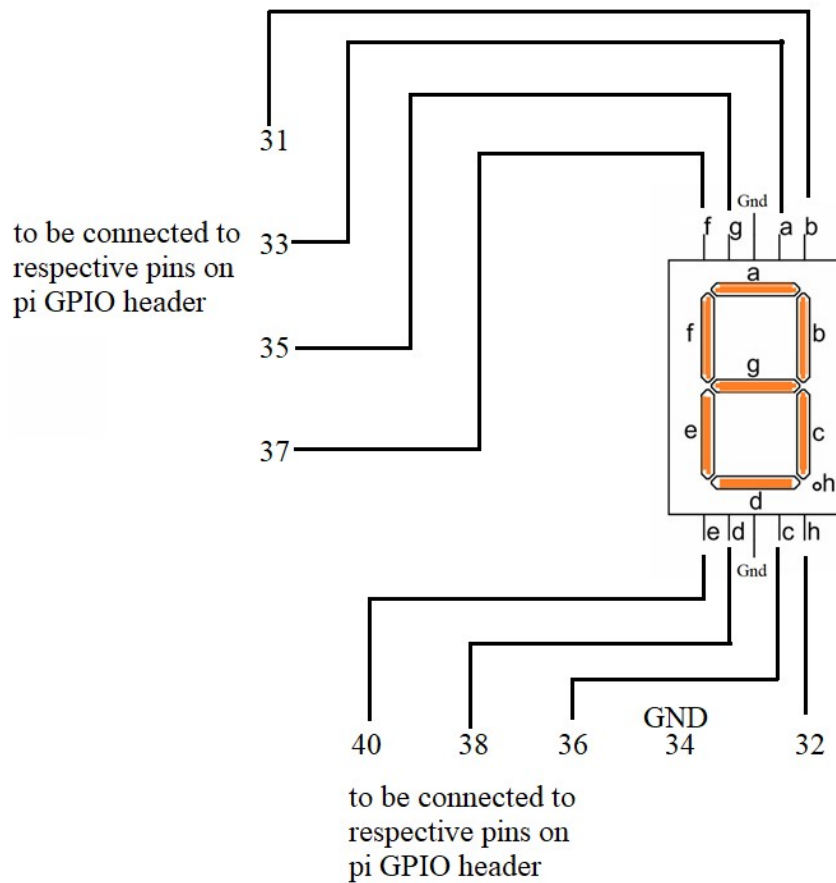 31
to be connected to
respective pins on
pi GPIO header
33
35
37
Gnd
f g a b
a
f b
g
e c
h
d
e d c h
Gnd
GND
40 38 36 34 32
to be connected to
respective pins on
pi GPIO header